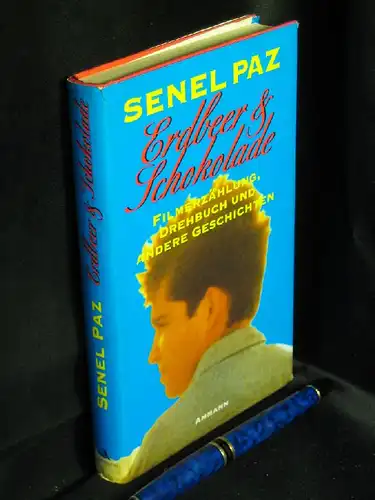 SENEL PAZ
Erdbeer &
Schokolade
FILMERZÄHLUNG,
DREHBUCH UND
ANDERE GESCHICHTEN
AMMANN
SENEL PAZ Erdbeer & Schokolade